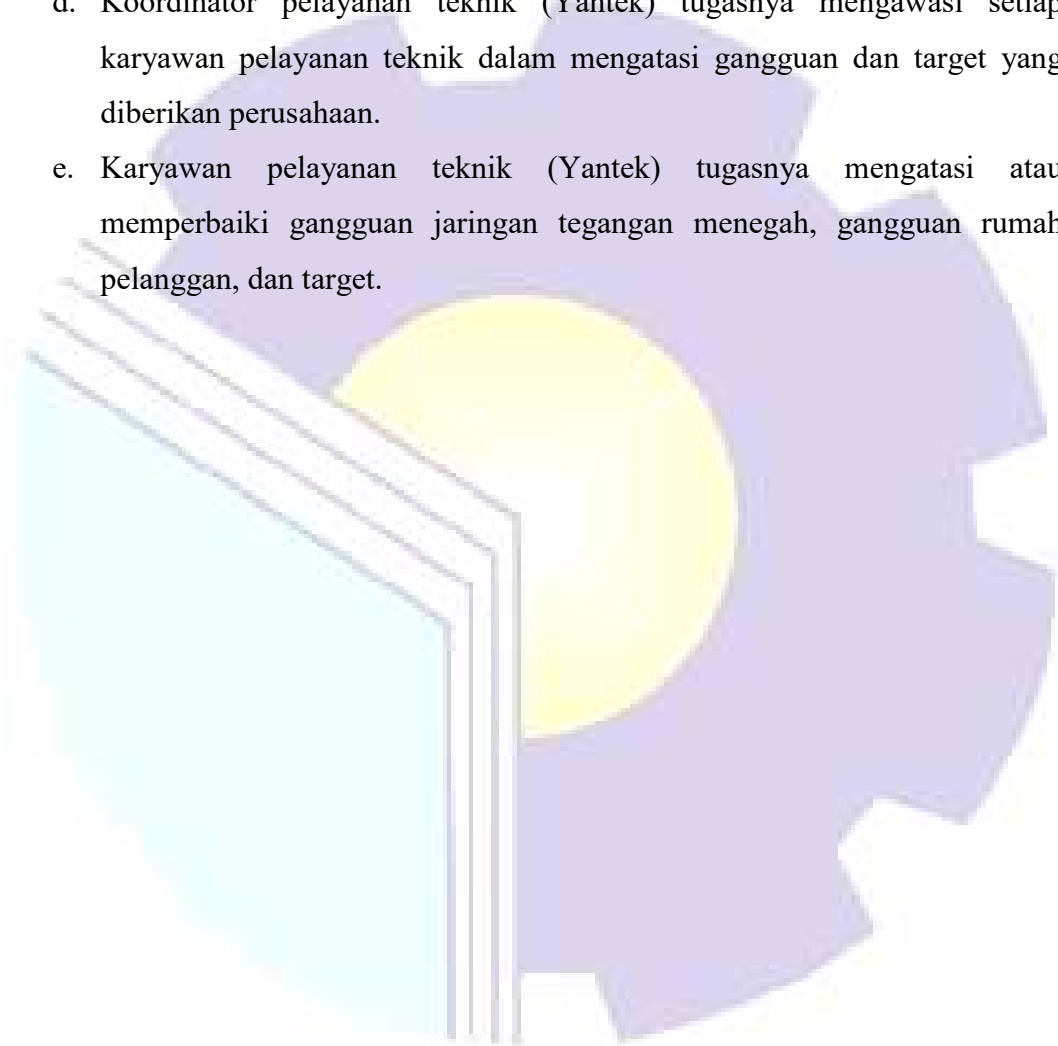 d. Koordinator pelayanan teknik (Yantek) tugasnya mengawasi setiap
karyawan pelayanan teknik dalam mengatasi gangguan dan target yang
diberikan perusahaan.
e. Karyawan pelayanan teknik (Yantek) tugasnya mengatasi atau
memperbaiki gangguan jaringan tegangan menegah, gangguan rumah
pelanggan, dan target.